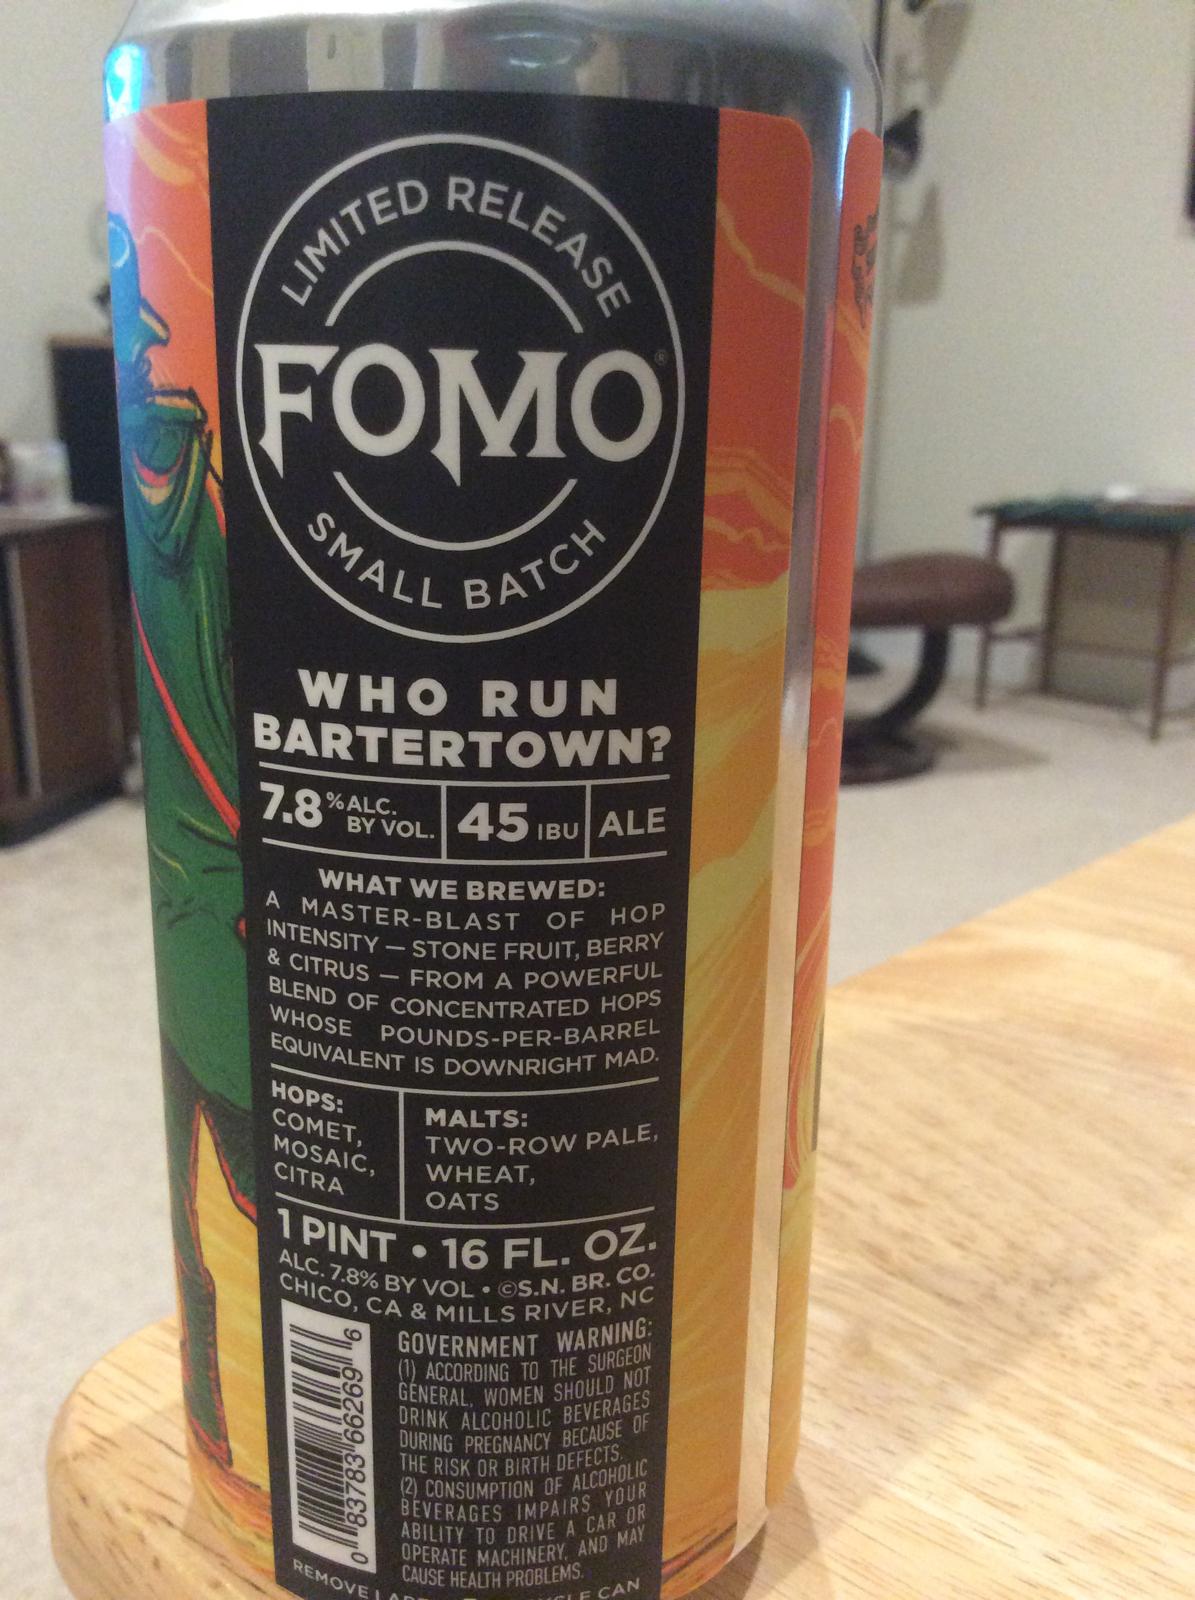 LIMITED RELEASE
FOMO®
SMALL BATCH
WHO RUN
BARTERTOWN?
7.8% ALC. BY VOL. 45 IBU ALE
WHAT WE BREWED:
A MASTER-BLAST OF HOP
INTENSITY — STONE FRUIT, BERRY
& CITRUS — FROM A POWERFUL
BLEND OF CONCENTRATED HOPS
WHOSE POUNDS-PER-BARREL
EQUIVALENT IS DOWNRIGHT MAD.
HOPS:
COMET,
MOSAIC,
CITRA
MALTS:
TWO-ROW PALE,
WHEAT,
OATS
1 PINT • 16 FL. OZ.
ALC. 7.8% BY VOL • ©S.N. BR. CO.
CHICO, CA & MILLS RIVER, NC
0 83783 66269 6
GOVERNMENT WARNING:
(1) ACCORDING TO THE SURGEON
GENERAL, WOMEN SHOULD NOT
DRINK ALCOHOLIC BEVERAGES
DURING PREGNANCY BECAUSE OF
THE RISK OR BIRTH DEFECTS.
(2) CONSUMPTION OF ALCOHOLIC
BEVERAGES IMPAIRS YOUR
ABILITY TO DRIVE A CAR OR
OPERATE MACHINERY, AND MAY
CAUSE HEALTH PROBLEMS.
REMOVE CAN